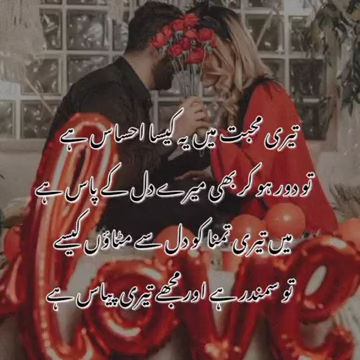 تیری محبت میں یہ کیسا احساس ہے
تو دور ہو کر بھی میرے دل کے پاس ہے
میں تیری تمنا کو دل سے مٹاؤں کیسے
تو سمندر ہے اور مجھے تیری پیاس ہے
love